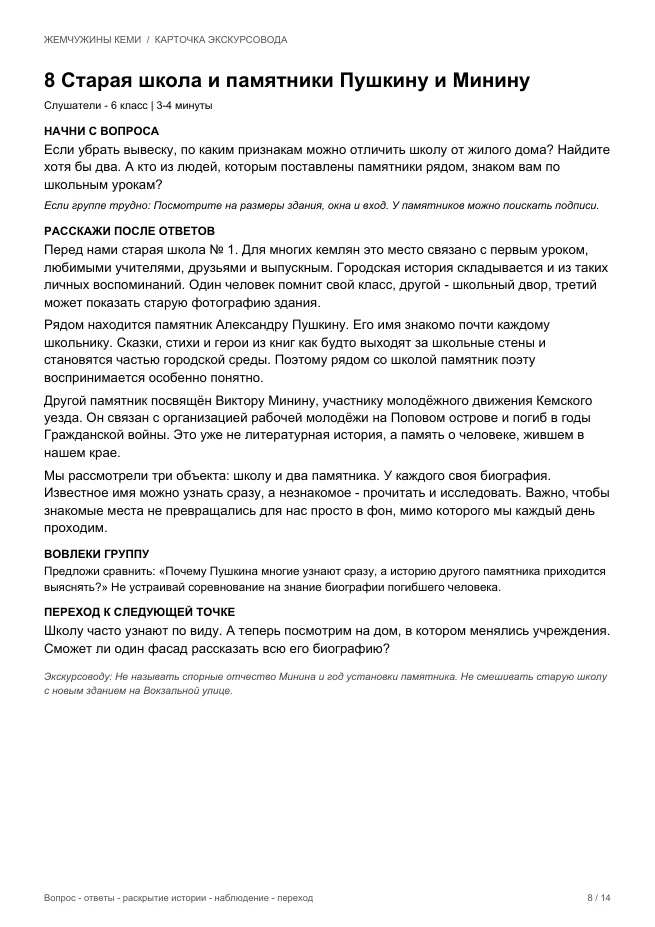 ЖЕМЧУЖИНЫ КЕМИ / КАРТОЧКА ЭКСКУРСОВОДА
8 Старая школа и памятники Пушкину и Минину
Слушатели - 6 класс | 3-4 минуты
НАЧНИ С ВОПРОСА
Если убрать вывеску, по каким признакам можно отличить школу от жилого дома? Найдите
хотя бы два. А кто из людей, которым поставлены памятники рядом, знаком вам по
школьным урокам?
Если группе трудно: Посмотрите на размеры здания, окна и вход. У памятников можно поискать подписи.
РАССКАЖИ ПОСЛЕ ОТВЕТОВ
Перед нами старая школа № 1. Для многих кемлян это место связано с первым уроком,
любимыми учителями, друзьями и выпускным. Городская история складывается и из таких
личных воспоминаний. Один человек помнит свой класс, другой - школьный двор, третий
может показать старую фотографию здания.
Рядом находится памятник Александру Пушкину. Его имя знакомо почти каждому
школьнику. Сказки, стихи и герои из книг как будто выходят за школьные стены и
становятся частью городской среды. Поэтому рядом со школой памятник поэту
воспринимается особенно понятно.
Другой памятник посвящён Виктору Минину, участнику молодёжного движения Кемского
уезда. Он связан с организацией рабочей молодёжи на Поповом острове и погиб в годы
Гражданской войны. Это уже не литературная история, а память о человеке, жившем в
нашем крае.
Мы рассмотрели три объекта: школу и два памятника. У каждого своя биография.
Известное имя можно узнать сразу, а незнакомое - прочитать и исследовать. Важно, чтобы
знакомые места не превращались для нас просто в фон, мимо которого мы каждый день
проходим.
ВОВЛЕКИ ГРУППУ
Предложи сравнить: «Почему Пушкина многие узнают сразу, а историю другого памятника приходится
выяснять?» Не устраивай соревнование на знание биографии погибшего человека.
ПЕРЕХОД К СЛЕДУЮЩЕЙ ТОЧКЕ
Школу часто узнают по виду. А теперь посмотрим на дом, в котором менялись учреждения.
Сможет ли один фасад рассказать всю его биографию?
Экскурсоводу: Не называть спорные отчество Минина и год установки памятника. Не смешивать старую школу
с новым зданием на Вокзальной улице.
Вопрос - ответы - раскрытие истории - наблюдение - переход
8 / 14